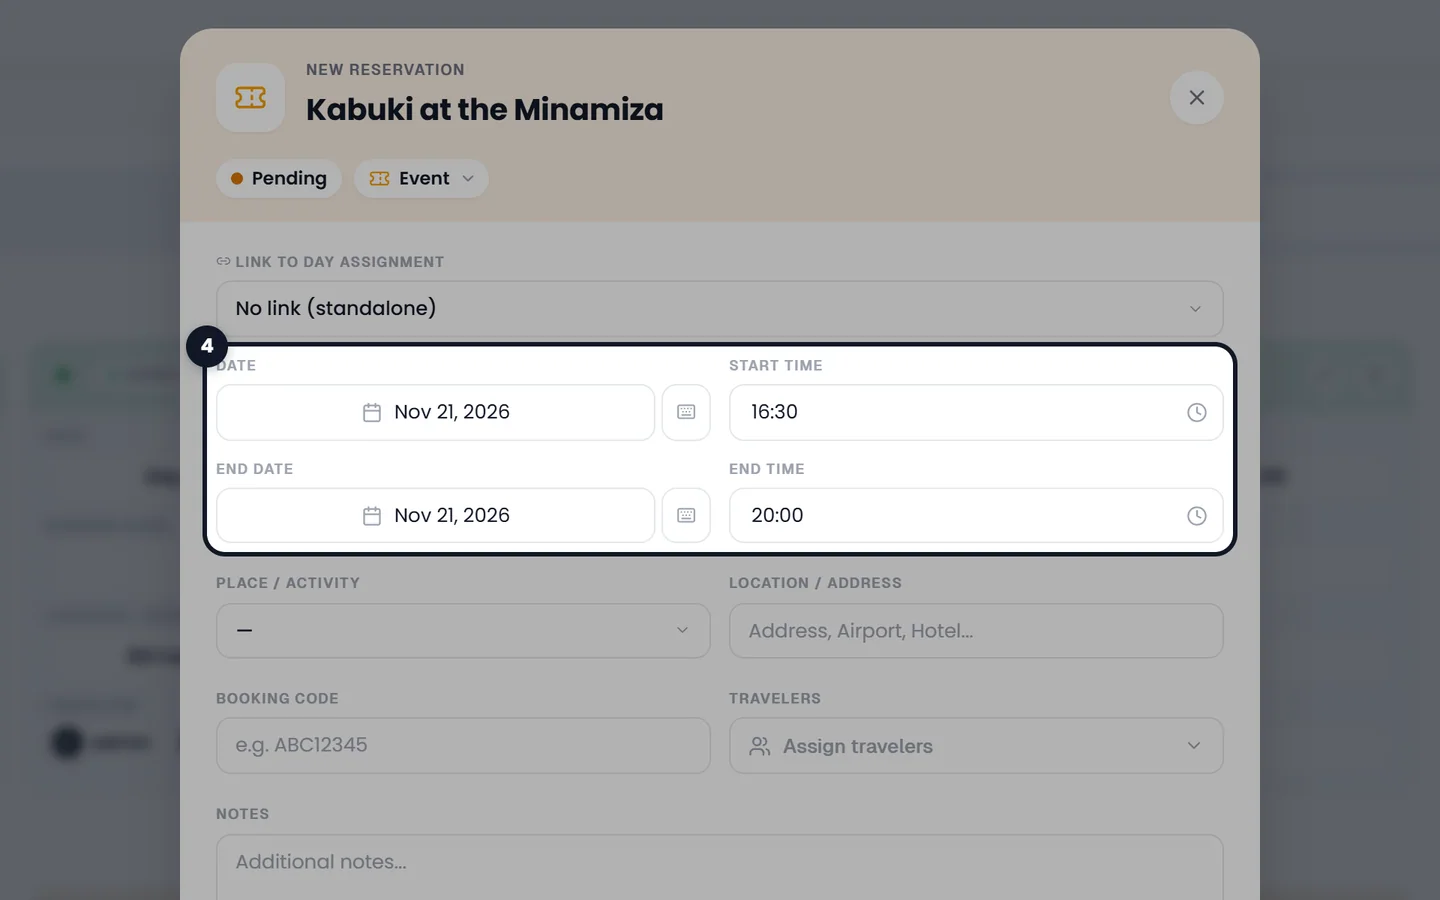 NEW RESERVATION
Kabuki at the Minamiza
Pending
Event
LINK TO DAY ASSIGNMENT
No link (standalone)
4
DATE
START TIME
Nov 21, 2026
16:30
END DATE
END TIME
Nov 21, 2026
20:00
PLACE / ACTIVITY
LOCATION / ADDRESS
—
Address, Airport, Hotel...
BOOKING CODE
TRAVELERS
e.g. ABC12345
Assign travelers
NOTES
Additional notes...